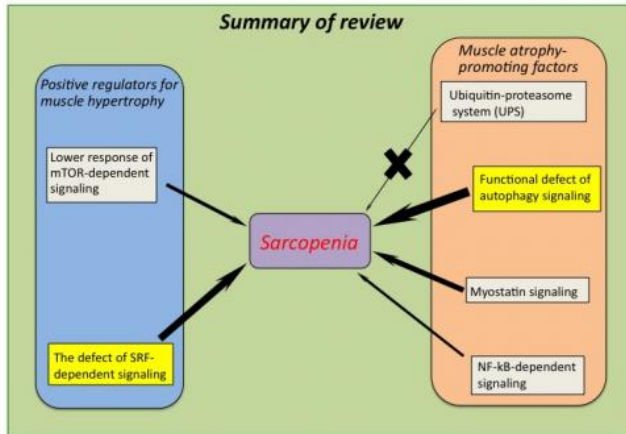 Summary of review
Positive regulators for
muscle hypertrophy
Lower response of
mTOR-dependent
signaling
The defect of SRF-
dependent signaling
Sarcopenia
Muscle atrophy-
promoting factors
Ubiquitin-proteasome
system (UPS)
Functional defect of
autophagy signaling
Myostatin signaling
NF-kB-dependent
signaling